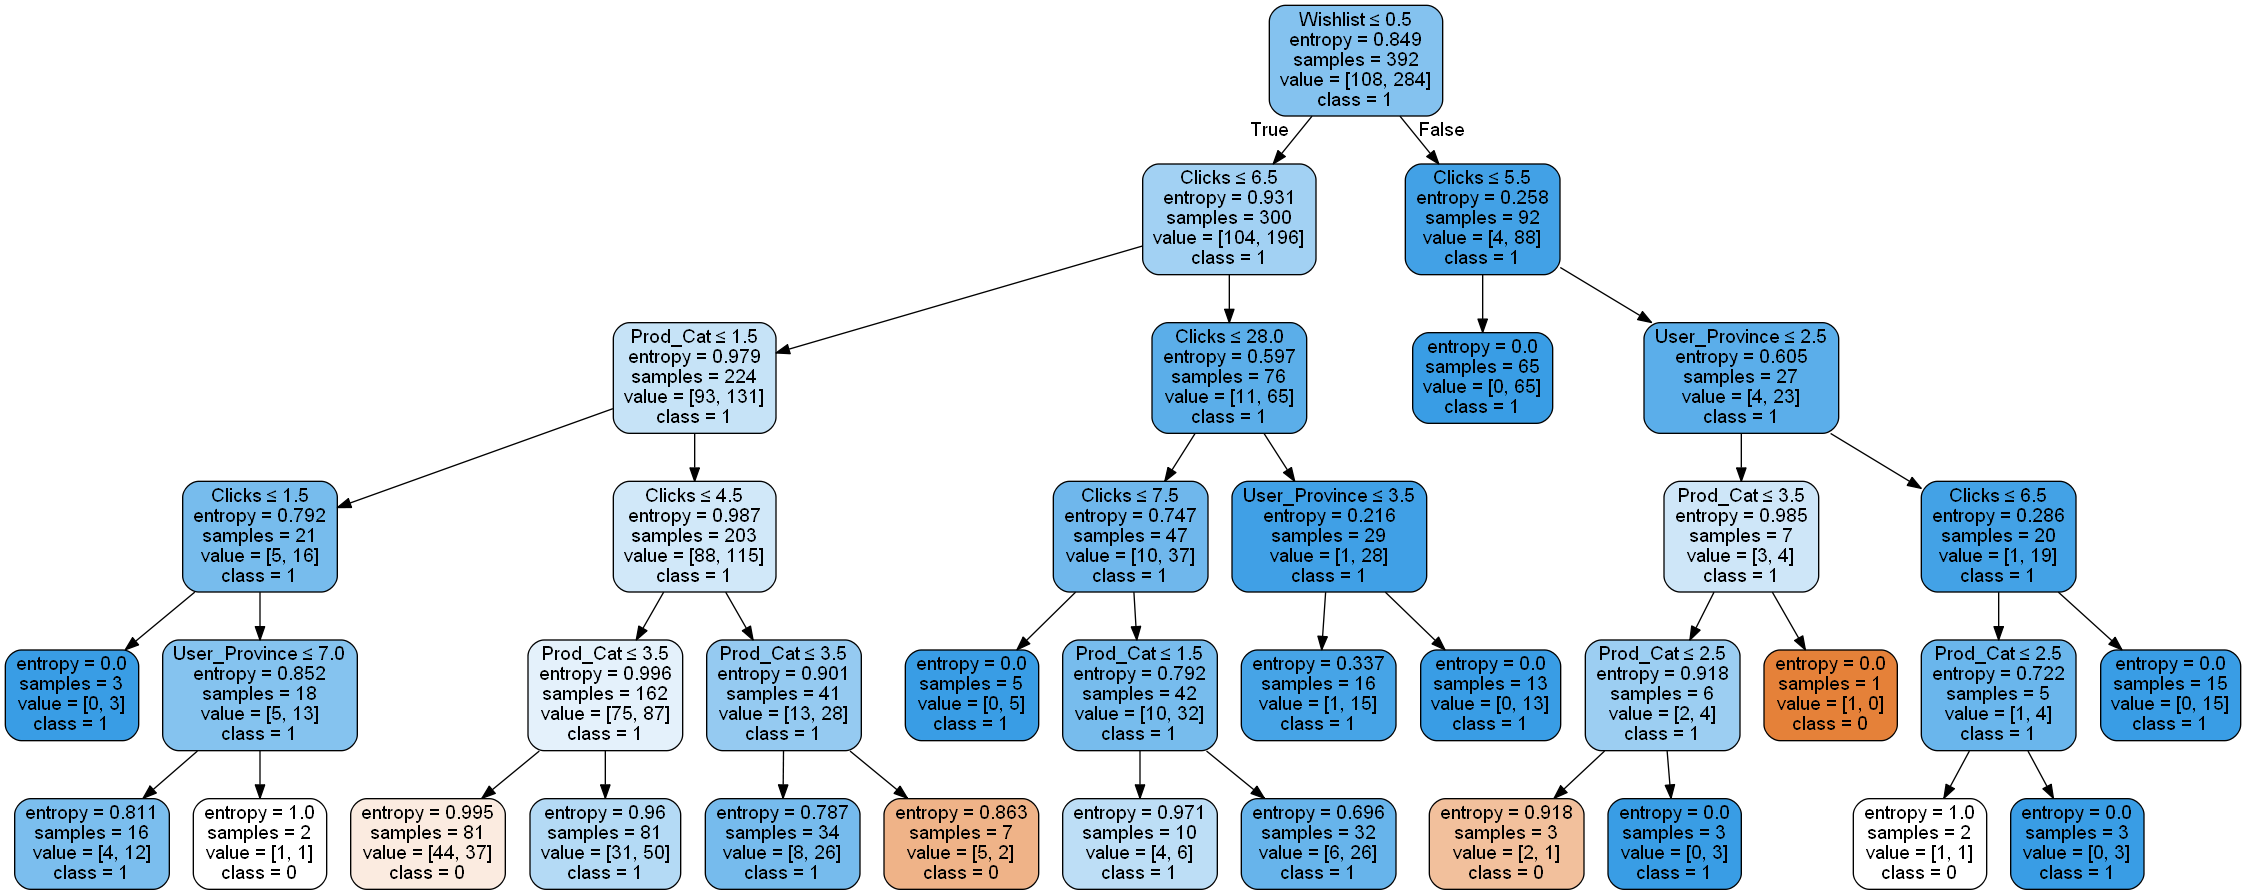 Wishlist ≤ 0.5
entropy = 0.849
samples = 392
value = [108, 284]
class = 1
True
False
Clicks ≤ 6.5
entropy = 0.931
samples = 300
value = [104, 196]
class = 1
Clicks ≤ 5.5
entropy = 0.258
samples = 92
value = [4, 88]
class = 1
Prod_Cat ≤ 1.5
entropy = 0.979
samples = 224
value = [93, 131]
class = 1
Clicks ≤ 28.0
entropy = 0.597
samples = 76
value = [11, 65]
class = 1
entropy = 0.0
samples = 65
value = [0, 65]
class = 1
User_Province ≤ 2.5
entropy = 0.605
samples = 27
value = [4, 23]
class = 1
Clicks ≤ 1.5
entropy = 0.792
samples = 21
value = [5, 16]
class = 1
Clicks ≤ 4.5
entropy = 0.987
samples = 203
value = [88, 115]
class = 1
Clicks ≤ 7.5
entropy = 0.747
samples = 47
value = [10, 37]
class = 1
User_Province ≤ 3.5
entropy = 0.216
samples = 29
value = [1, 28]
class = 1
Prod_Cat ≤ 3.5
entropy = 0.985
samples = 7
value = [3, 4]
class = 1
Clicks ≤ 6.5
entropy = 0.286
samples = 20
value = [1, 19]
class = 1
entropy = 0.0
samples = 3
value = [0, 3]
class = 1
User_Province ≤ 7.0
entropy = 0.852
samples = 18
value = [5, 13]
class = 1
Prod_Cat ≤ 3.5
entropy = 0.996
samples = 162
value = [75, 87]
class = 1
Prod_Cat ≤ 3.5
entropy = 0.901
samples = 41
value = [13, 28]
class = 1
entropy = 0.0
samples = 5
value = [0, 5]
class = 1
Prod_Cat ≤ 1.5
entropy = 0.792
samples = 42
value = [10, 32]
class = 1
entropy = 0.337
samples = 16
value = [1, 15]
class = 1
entropy = 0.0
samples = 13
value = [0, 13]
class = 1
Prod_Cat ≤ 2.5
entropy = 0.918
samples = 6
value = [2, 4]
class = 1
entropy = 0.0
samples = 1
value = [1, 0]
class = 0
Prod_Cat ≤ 2.5
entropy = 0.722
samples = 5
value = [1, 4]
class = 1
entropy = 0.0
samples = 15
value = [0, 15]
class = 1
entropy = 0.811
samples = 16
value = [4, 12]
class = 1
entropy = 1.0
samples = 2
value = [1, 1]
class = 0
entropy = 0.995
samples = 81
value = [44, 37]
class = 0
entropy = 0.96
samples = 81
value = [31, 50]
class = 1
entropy = 0.787
samples = 34
value = [8, 26]
class = 1
entropy = 0.863
samples = 7
value = [5, 2]
class = 0
entropy = 0.971
samples = 10
value = [4, 6]
class = 1
entropy = 0.696
samples = 32
value = [6, 26]
class = 1
entropy = 0.918
samples = 3
value = [2, 1]
class = 0
entropy = 0.0
samples = 3
value = [0, 3]
class = 1
entropy = 1.0
samples = 2
value = [1, 1]
class = 0
entropy = 0.0
samples = 3
value = [0, 3]
class = 1